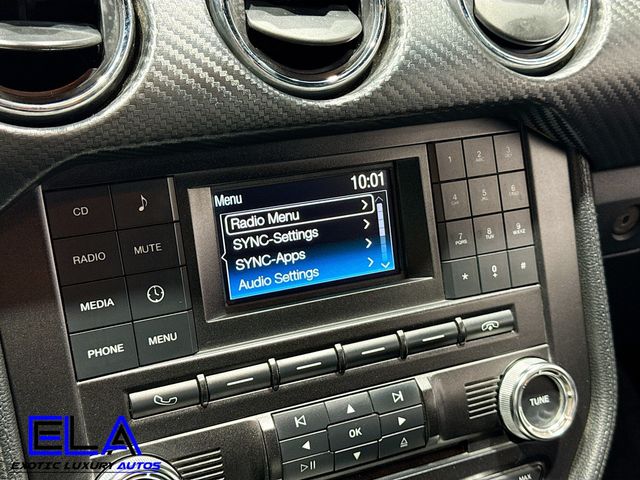 CD
RADIO
MUTE
MEDIA
PHONE
MENU
Menu
10:01
Radio Menu
SYNC-Settings
SYNC-Apps
Audio Settings
1
2 ABC
3 DEF
4 GHI
5 JKL
6 MNO
7 PQRS
8 TUV
9 WXYZ
*
0 +
#
OK
TUNE
MAX
ELA
EXOTIC LUXURY AUTOS